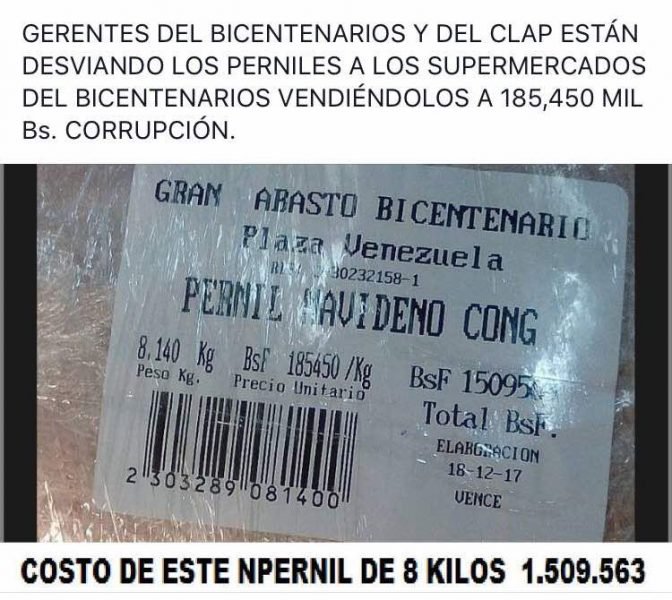 GERENTES DEL BICENTENARIOS Y DEL CLAP ESTÁN
DESVIANDO LOS PERNILES A LOS SUPERMERCADOS
DEL BICENTENARIOS VENDIÉNDOLOS A 185,450 MIL
Bs. CORRUPCIÓN.
GRAN ABASTO BICENTENARIO
Plaza Venezuela
30232158-1
PERNIL NAVIDENO CONG
8.140 Kg BsF 185450 /Kg BsF 15095
Peso Kg. Precio Unitario Total BsF.
ELABORACION
18-12-17
VENCE
2 303289 081400
COSTO DE ESTE NPERNIL DE 8 KILOS 1.509.563